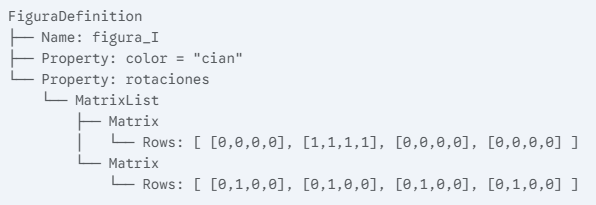 FiguraDefinition
├── Name: figura_I
├── Property: color = "cian"
└── Property: rotaciones
    └── MatrixList
        ├── Matrix
        │   └── Rows: [ [0,0,0,0], [1,1,1,1], [0,0,0,0], [0,0,0,0] ]
        └── Matrix
            └── Rows: [ [0,1,0,0], [0,1,0,0], [0,1,0,0], [0,1,0,0] ]